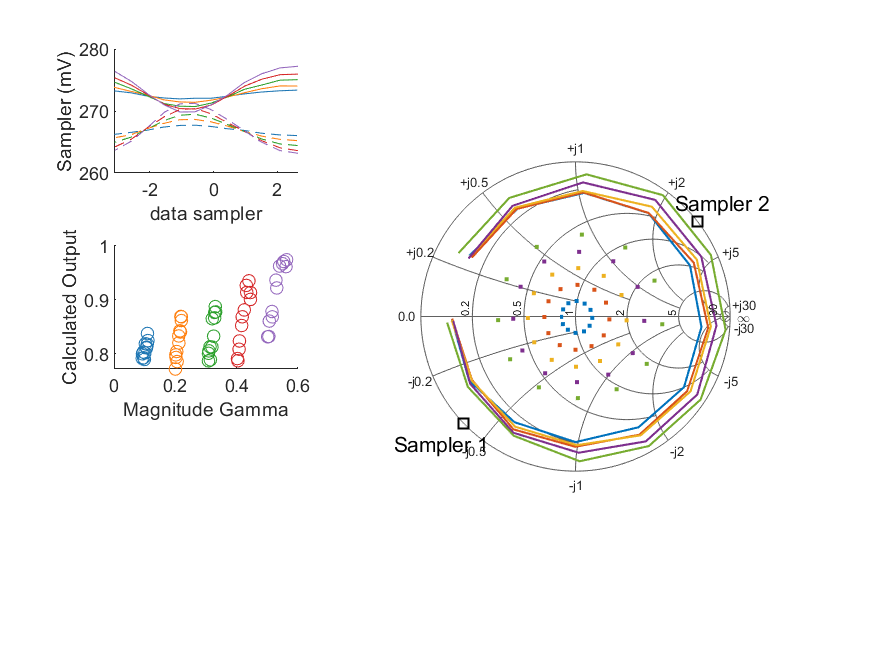 280
270
260
Sampler (mV)
-2 0 2
data sampler
1
0.9
0.8
Calculated Output
0 0.2 0.4 0.6
Magnitude Gamma
+j1
+j0.5
+j2
Sampler 2
+j0.2
+j5
0.0
0.2
0.5
1
2
5
30
+j30
∞
-j30
-j0.2
-j5
Sampler 1
-j0.5
-j2
-j1